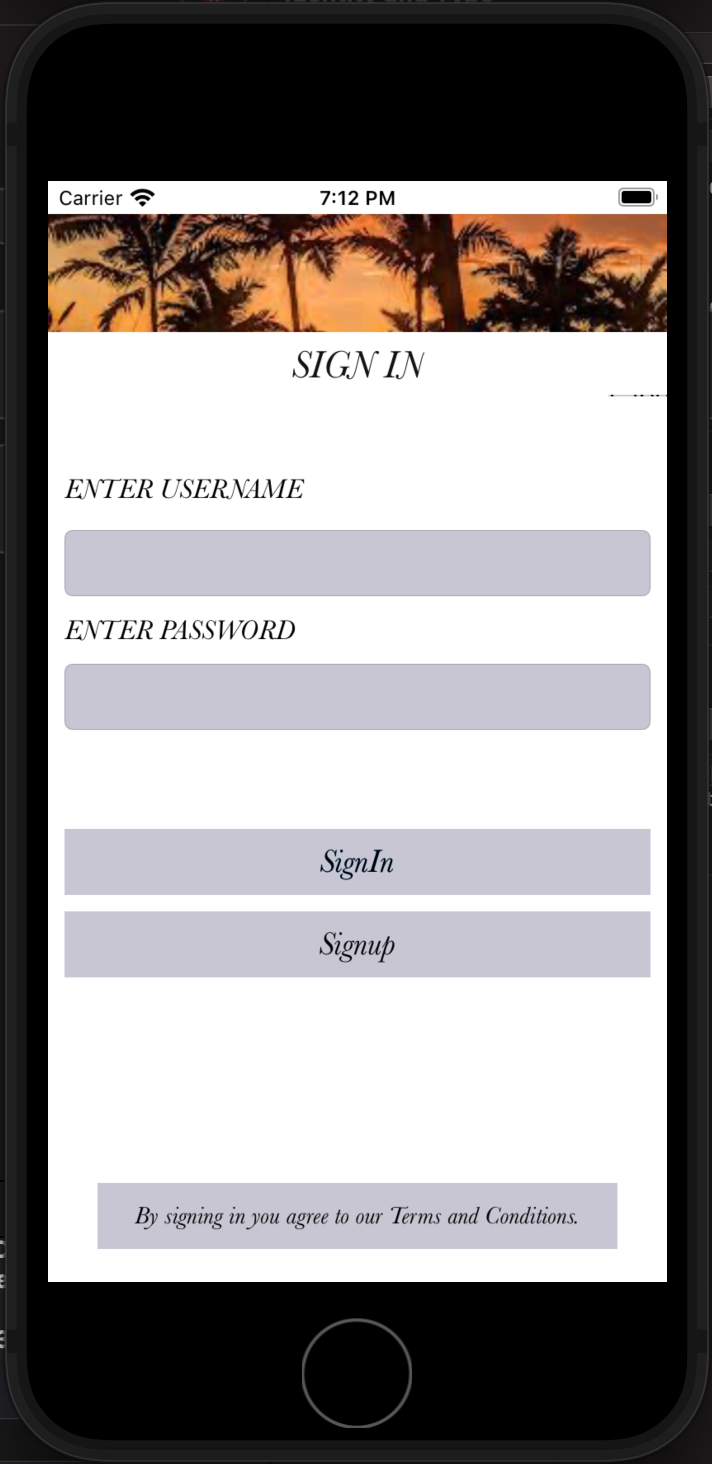 Carrier 7:12 PM
SIGN IN
ENTER USERNAME
ENTER PASSWORD
SignIn
Signup
By signing in you agree to our Terms and Conditions.